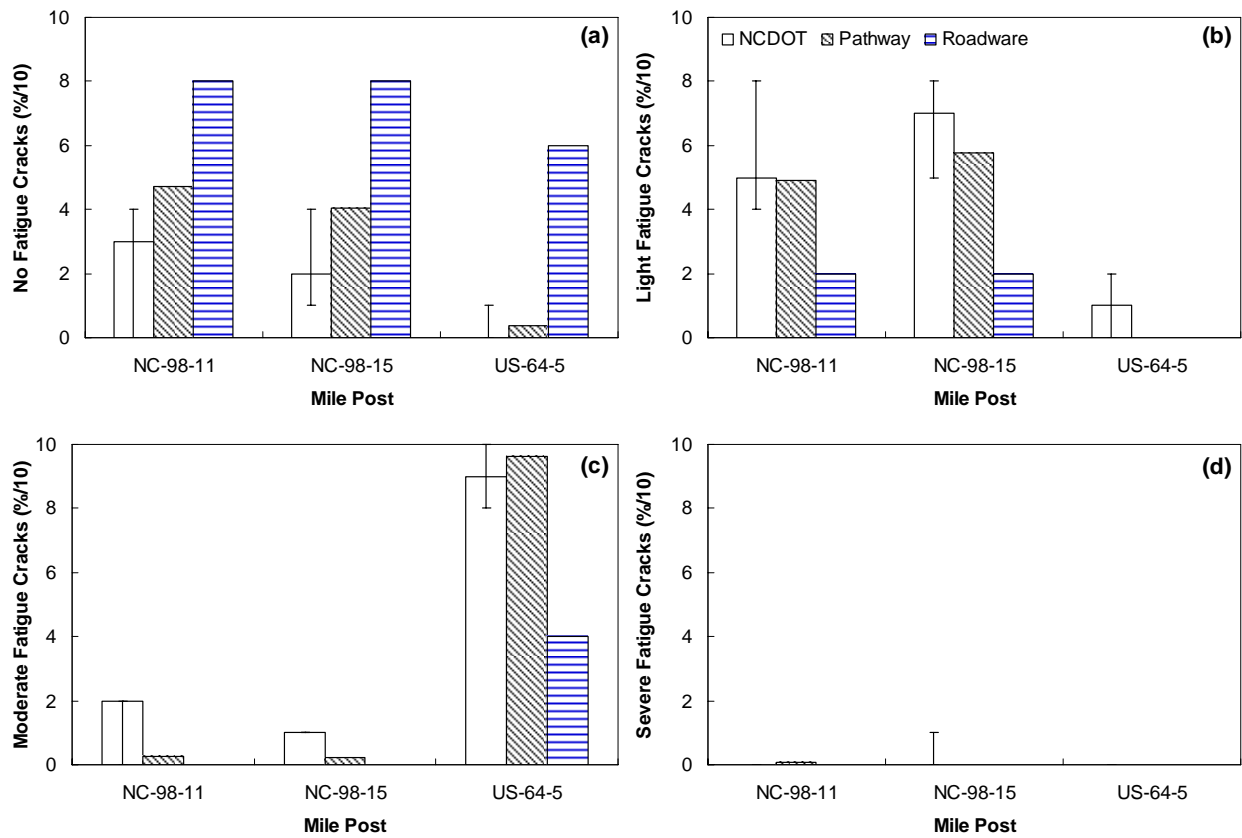 (a)
No Fatigue Cracks (%/10)
10
8
6
4
2
0
NC-98-11 NC-98-15 US-64-5
Mile Post
NCDOT Pathway Roadware (b)
Light Fatigue Cracks (%/10)
10
8
6
4
2
0
NC-98-11 NC-98-15 US-64-5
Mile Post
(c)
Moderate Fatigue Cracks (%/10)
10
8
6
4
2
0
NC-98-11 NC-98-15 US-64-5
Mile Post
(d)
Severe Fatigue Cracks (%/10)
10
8
6
4
2
0
NC-98-11 NC-98-15 US-64-5
Mile Post